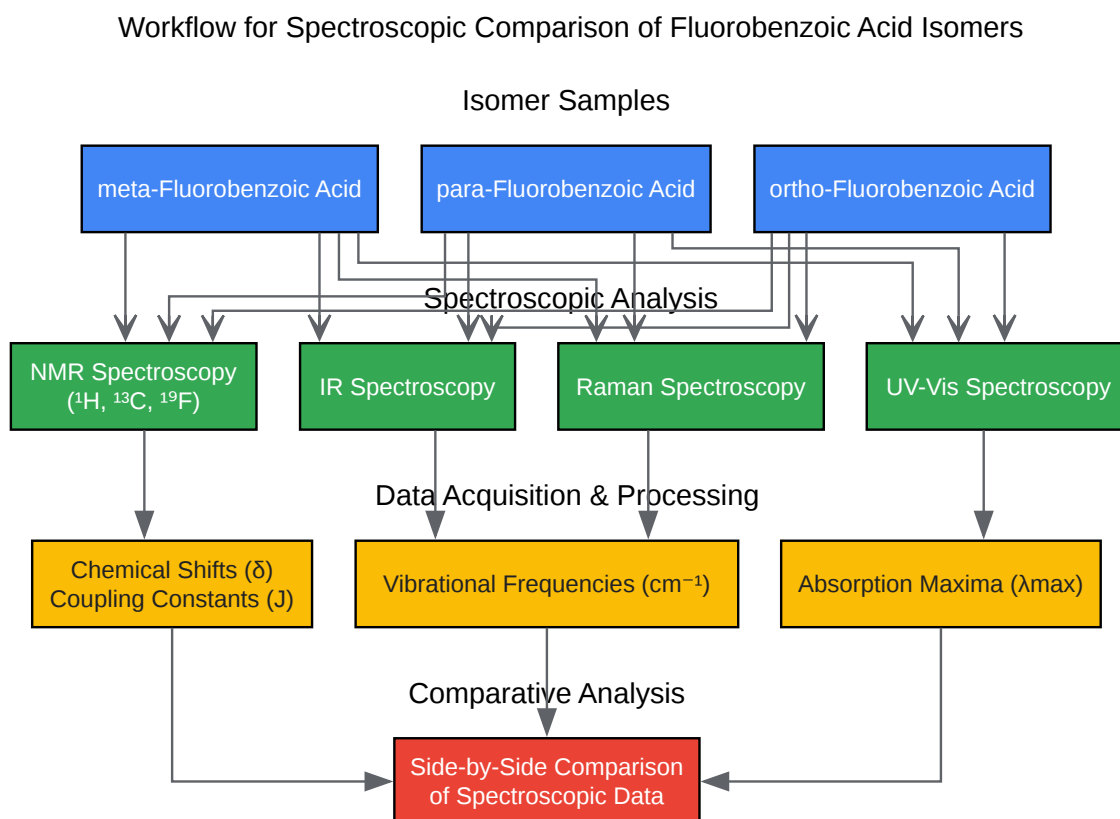 Workflow for Spectroscopic Comparison of Fluorobenzoic Acid Isomers
Isomer Samples
meta-Fluorobenzoic Acid
para-Fluorobenzoic Acid
ortho-Fluorobenzoic Acid
Spectroscopic Analysis
NMR Spectroscopy
(¹H, ¹³C, ¹⁹F)
IR Spectroscopy
Raman Spectroscopy
UV-Vis Spectroscopy
Data Acquisition & Processing
Chemical Shifts (δ)
Coupling Constants (J)
Vibrational Frequencies (cm⁻¹)
Absorption Maxima (λmax)
Comparative Analysis
Side-by-Side Comparison
of Spectroscopic Data